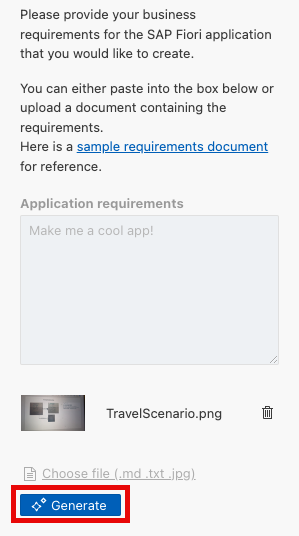 Please provide your business
requirements for the SAP Fiori application
that you would like to create.
You can either paste into the box below or
upload a document containing the
requirements.
Here is a sample requirements document
for reference.
Application requirements
Make me a cool app!
TravelScenario.png
Choose file (.md .txt .jpg)
Generate